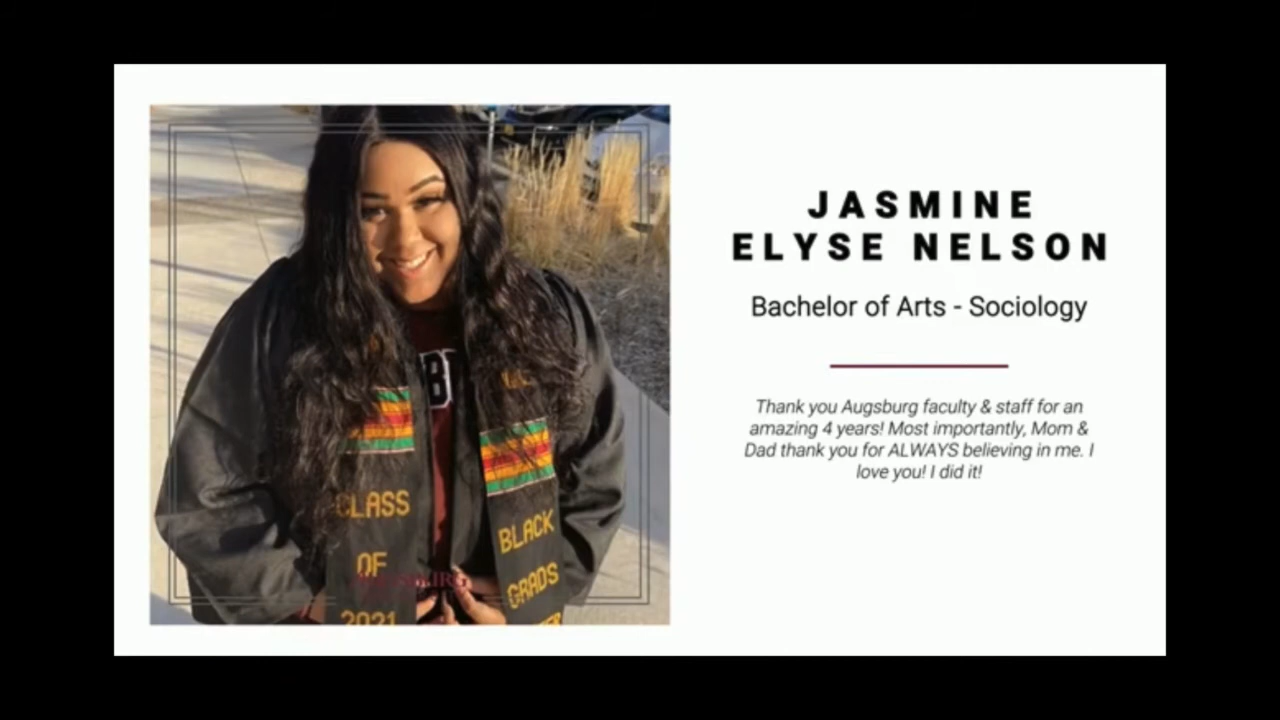 JASMINE
ELYSE NELSON
Bachelor of Arts - Sociology
Thank you Augsburg faculty & staff for an
amazing 4 years! Most importantly, Mom &
Dad thank you for ALWAYS believing in me. I
love you! I did it!
CLASS
OF
2021
BLACK
GRADS